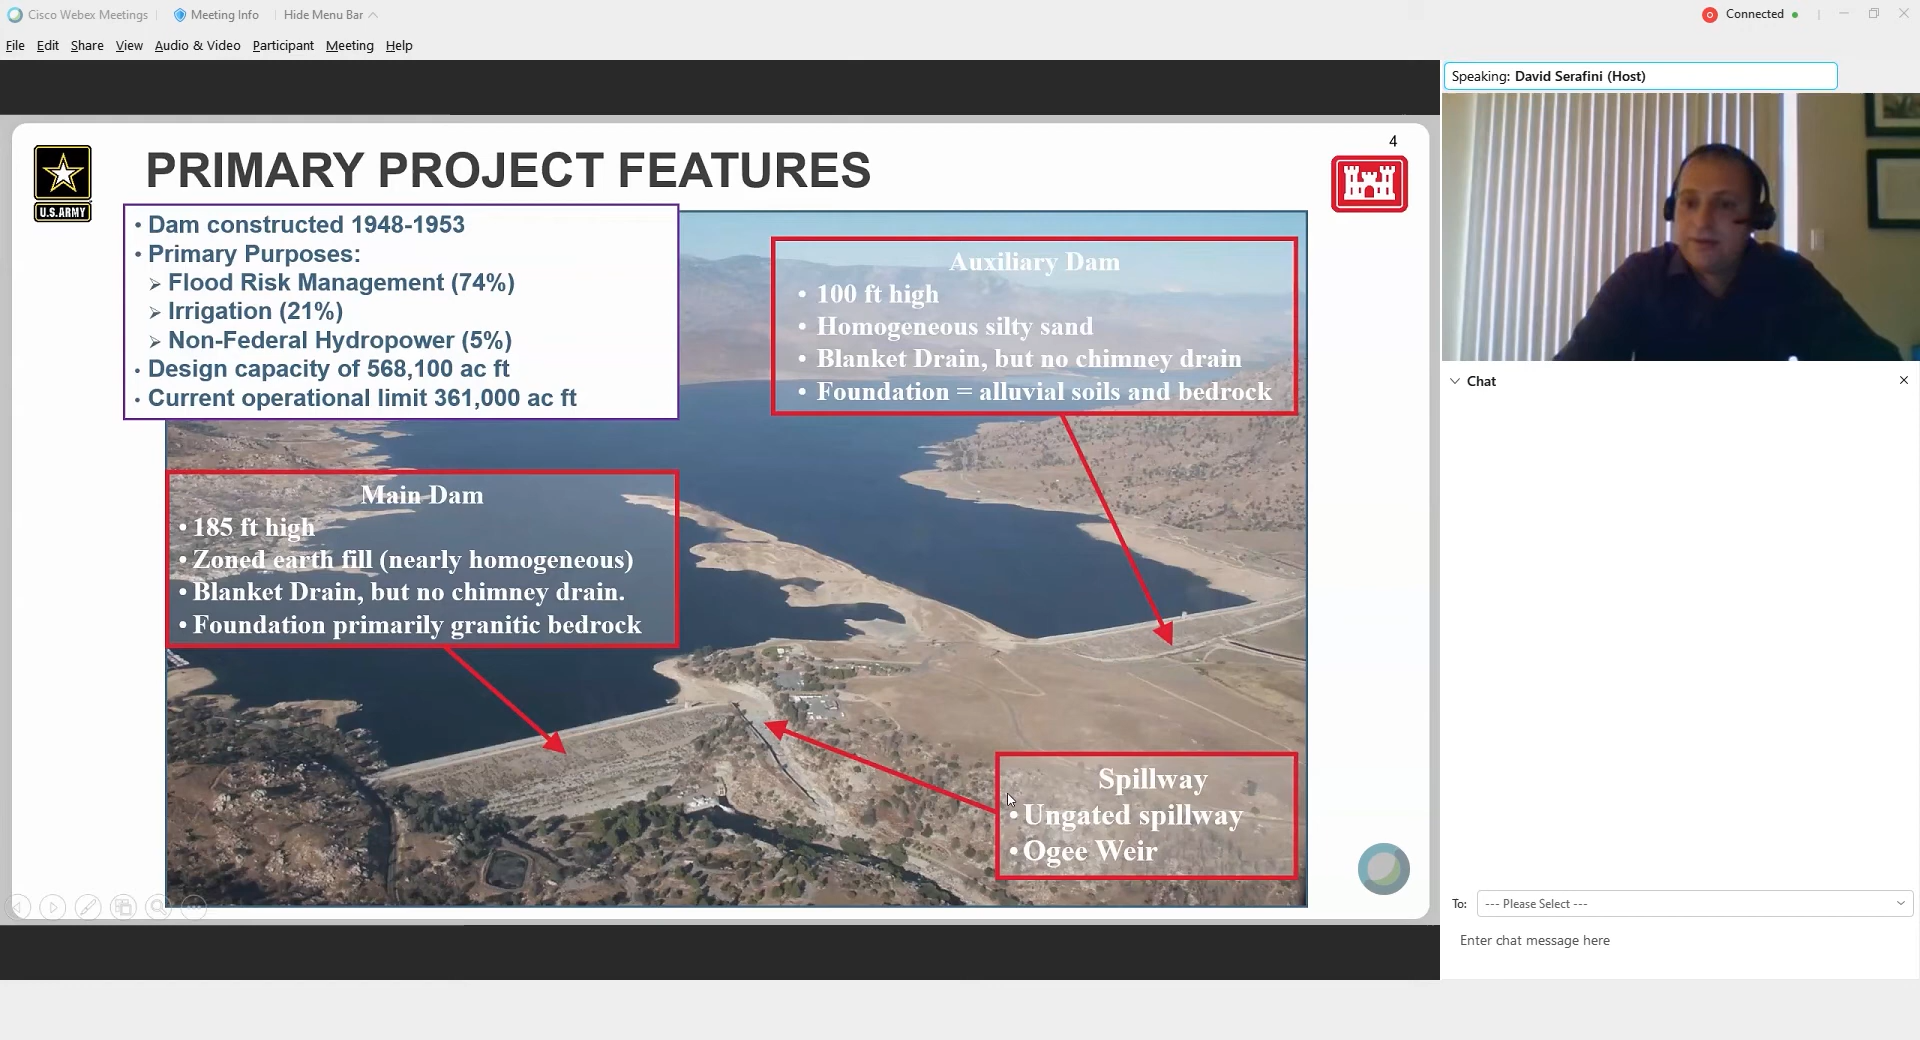 Cisco Webex Meetings
Meeting Info
Hide Menu Bar
Connected
File Edit Share View Audio & Video Participant Meeting Help
Speaking: David Serafini (Host)
4
U.S.ARMY
PRIMARY PROJECT FEATURES
• Dam constructed 1948-1953
• Primary Purposes:
➢ Flood Risk Management (74%)
➢ Irrigation (21%)
➢ Non-Federal Hydropower (5%)
• Design capacity of 568,100 ac ft
• Current operational limit 361,000 ac ft
Auxiliary Dam
• 100 ft high
• Homogeneous silty sand
• Blanket Drain, but no chimney drain
• Foundation = alluvial soils and bedrock
Main Dam
• 185 ft high
• Zoned earth fill (nearly homogeneous)
• Blanket Drain, but no chimney drain.
• Foundation primarily granitic bedrock
Spillway
• Ungated spillway
• Ogee Weir
Chat
To: --- Please Select ---
Enter chat message here